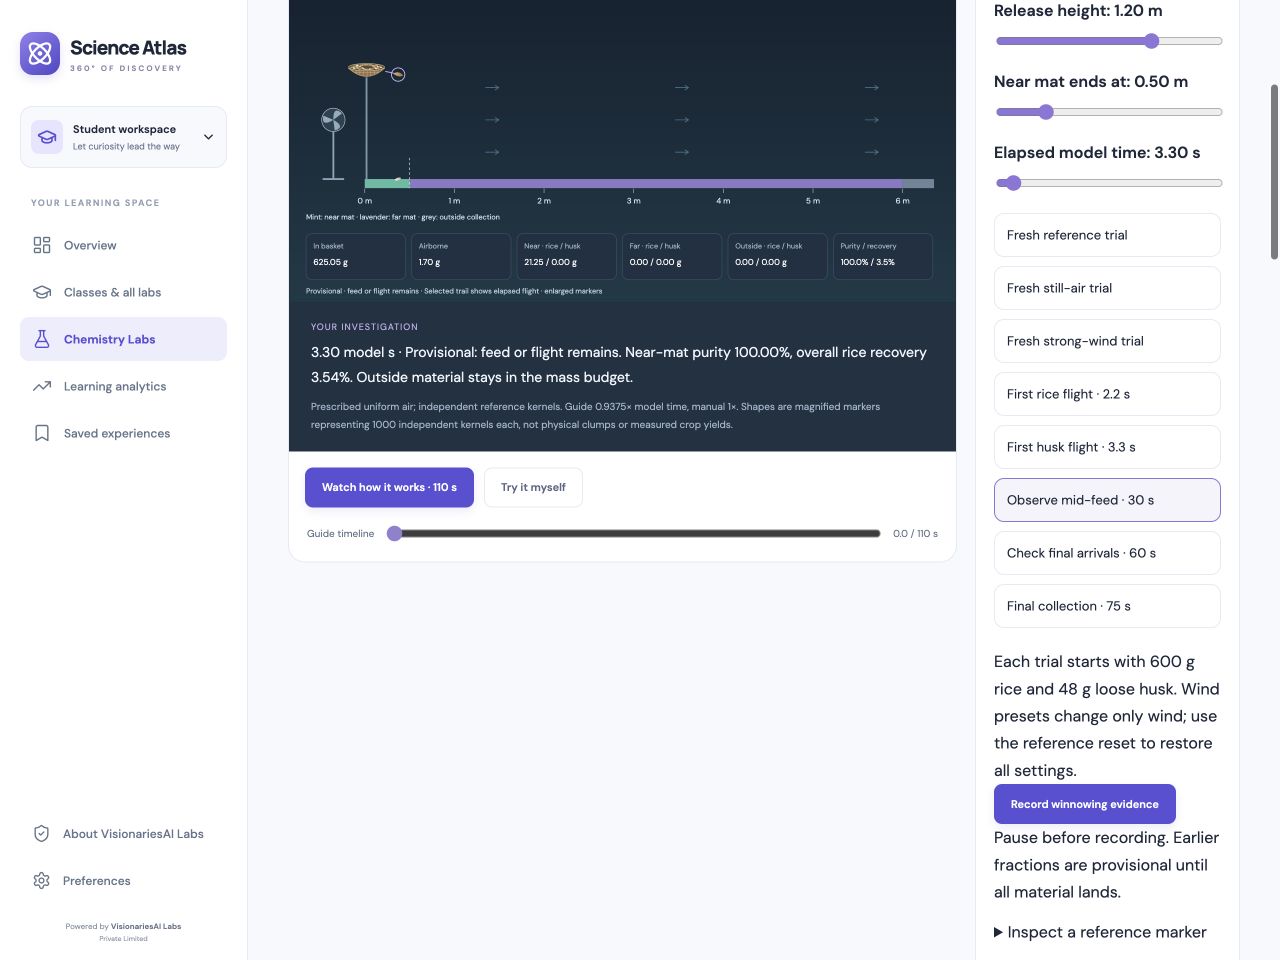 Science Atlas
360° OF DISCOVERY
Student workspace
Let curiosity lead the way
YOUR LEARNING SPACE
Overview
Classes & all labs
Chemistry Labs
Learning analytics
Saved experiences
About VisionariesAI Labs
Preferences
Powered by VisionariesAI Labs
Private Limited
0 m
1 m
2 m
3 m
4 m
5 m
6 m
Mint: near mat · lavender: far mat · grey: outside collection
In basket
625.05 g
Airborne
1.70 g
Near · rice / husk
21.25 / 0.00 g
Far · rice / husk
0.00 / 0.00 g
Outside · rice / husk
0.00 / 0.00 g
Purity / recovery
100.0% / 3.5%
Provisional · feed or flight remains · Selected trail shows elapsed flight · enlarged markers
YOUR INVESTIGATION
3.30 model s · Provisional: feed or flight remains. Near-mat purity 100.00%, overall rice recovery
3.54%. Outside material stays in the mass budget.
Prescribed uniform air; independent reference kernels. Guide 0.9375× model time, manual 1×. Shapes are magnified markers
representing 1000 independent kernels each, not physical clumps or measured crop yields.
Watch how it works · 110 s
Try it myself
Guide timeline
0.0 / 110 s
Release height: 1.20 m
Near mat ends at: 0.50 m
Elapsed model time: 3.30 s
Fresh reference trial
Fresh still-air trial
Fresh strong-wind trial
First rice flight · 2.2 s
First husk flight · 3.3 s
Observe mid-feed · 30 s
Check final arrivals · 60 s
Final collection · 75 s
Each trial starts with 600 g
rice and 48 g loose husk. Wind
presets change only wind; use
the reference reset to restore
all settings.
Record winnowing evidence
Pause before recording. Earlier
fractions are provisional until
all material lands.
Inspect a reference marker